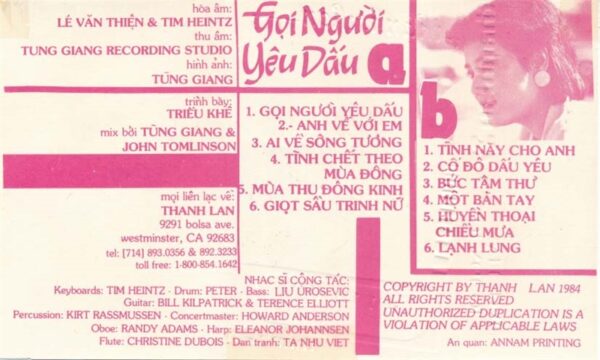 hòa âm:
LÊ VĂN THIỆN & TIM HEINTZ
thu âm:
TUNG GIANG RECORDING STUDIO
hình ảnh:
TÙNG GIANG
trình bày:
TRIỀU KHÊ
mix bởi TÙNG GIANG &
JOHN TOMLINSON
mọi liên lạc về:
THANH LAN
9291 bolsa ave.
westminster, CA 92683
tel: [714] 893.0356 & 892.3233
toll free: 1-800-854.1642
Gọi Người
Yêu Dấu
a
1. GỌI NGƯỜI YÊU DẤU
2.- ANH VỀ VỚI EM
3. AI VỀ SÔNG TƯƠNG
4. TÌNH CHẾT THEO
MÙA ĐÔNG
5. MÙA THU ĐÔNG KINH
6. GIỌT SẦU TRINH NỮ
b
1. TÌNH NÀY CHO ANH
2. CỐ ĐÔ DẤU YÊU
3. BỨC TÂM THƯ
4. MỘT BÀN TAY
5. HUYỀN THOẠI
CHIỀU MƯA
6. LẠNH LUNG
NHẠC SĨ CỘNG TÁC:
Keyboards: TIM HEINTZ - Drum: PETER - Bass: LIU UROSEVIC
Guitar: BILL KILPATRICK & TERENCE ELLIOTT
Percussion: KIRT RASSMUSSEN - Concertmaster: HOWARD ANDERSON
Oboe: RANDY ADAMS - Harp: ELEANOR JOHANNSEN
Flute: CHRISTINE DUBOIS - Dan tranh: TA NHU VIET
COPYRIGHT BY THANH LAN 1984
ALL RIGHTS RESERVED
UNAUTHORIZED DUPLICATION IS A
VIOLATION OF APPLICABLE LAWS
An quan: ANNAM PRINTING